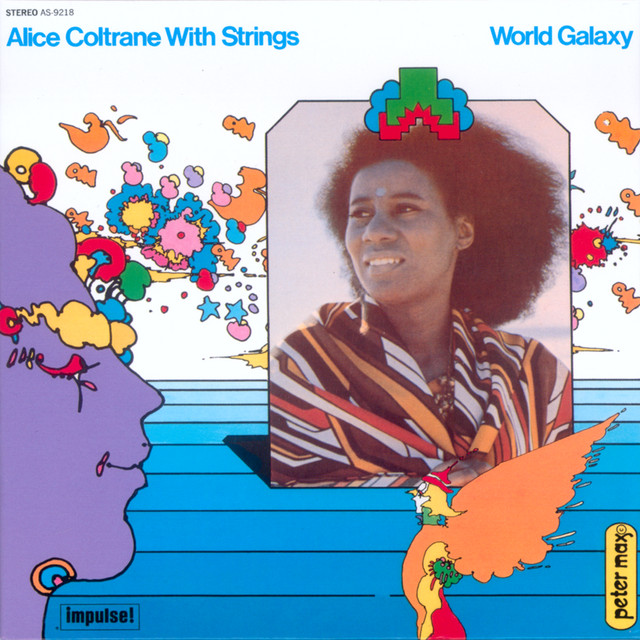 STEREO AS-9218
Alice Coltrane With Strings
World Galaxy
peter max©
impulse!